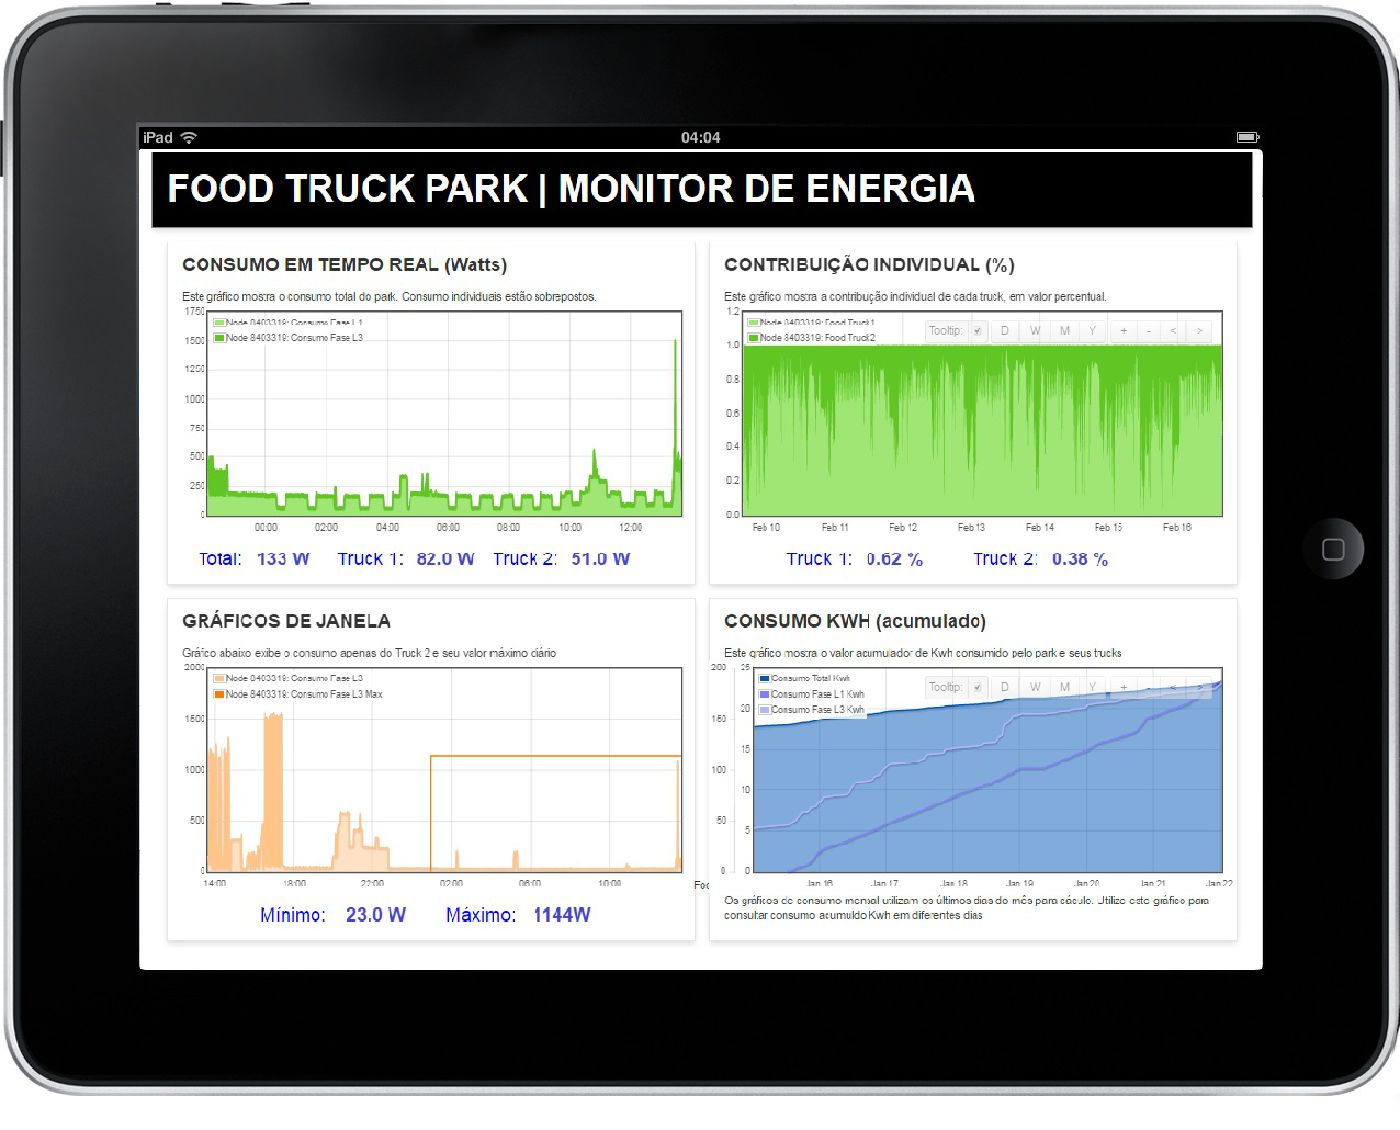 iPad 04:04
FOOD TRUCK PARK | MONITOR DE ENERGIA
CONSUMO EM TEMPO REAL (Watts)
Este gráfico mostra o consumo total do park. Consumo individuais estão sobrepostos.
1750
1500
1250
1000
750
500
250
0
Node 8403319: Consumo Fase L1
Node 8403319: Consumo Fase L3
00:00 02:00 04:00 06:00 08:00 10:00 12:00
Total: 133 W Truck 1: 82.0 W Truck 2: 51.0 W
CONTRIBUIÇÃO INDIVIDUAL (%)
Este gráfico mostra a contribução individual de cada truck, em valor percentual.
1.2
1.0
0.8
0.6
0.4
0.2
0.0
Node 8403319: Food Truck1
Node 8403319: Food Truck2
Tooltip: D W M Y + - < >
Feb 10 Feb 11 Feb 12 Feb 13 Feb 14 Feb 15 Feb 16
Truck 1: 0.62 % Truck 2: 0.38 %
GRÁFICOS DE JANELA
Gráfco abaixo exibe o consumo apenas do Truck 2 e seu valor máximo diário
2000
1500
1000
500
0
Node 8403319: Consumo Fase L3
Node 8403319: Consumo Fase L3 Max
14:00 18:00 22:00 02:00 06:00 10:00
Mínimo: 23.0 W Máximo: 1144W
CONSUMO KWH (acumulado)
Este gráfico mostra o valor acumulador de Kwh consumido pelo park e seus trucks
200 25
150 20
15
100 10
50 5
0 0
Consumo Total Kwh
Consumo Fase L1 Kwh
Consumo Fase L3 Kwh
Tooltip: D W M Y + - < >
Foo
Jan 16 Jan 17 Jan 18 Jan 19 Jan 20 Jan 21 Jan 22
Os gráficos de consumo mensal utilizam os últimos dias do mês para cáculo. Utilize este gráfico para
consultar consumo acumuldo Kwh em diferentes dias